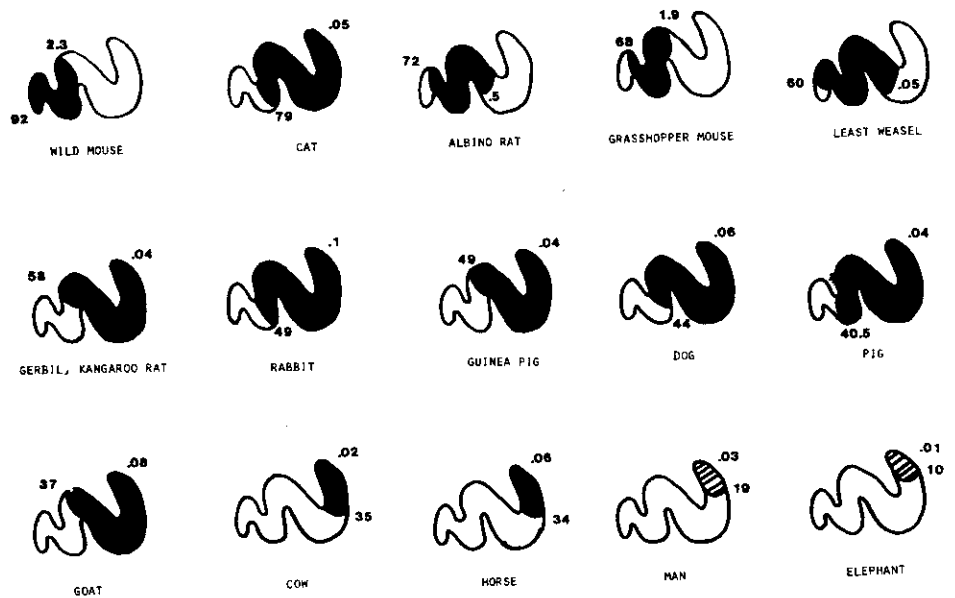 2.3
92
WILD MOUSE
.05
79
CAT
72
.5
ALBINO RAT
1.9
68
GRASSHOPPER MOUSE
60
.05
LEAST WEASEL
58
.04
GERBIL, KANGAROO RAT
.1
49
RABBIT
49
.04
GUINEA PIG
.06
44
DOG
.04
40.5
PIG
37
.08
GOAT
.02
35
COW
.06
34
HORSE
.03
19
MAN
.01
10
ELEPHANT